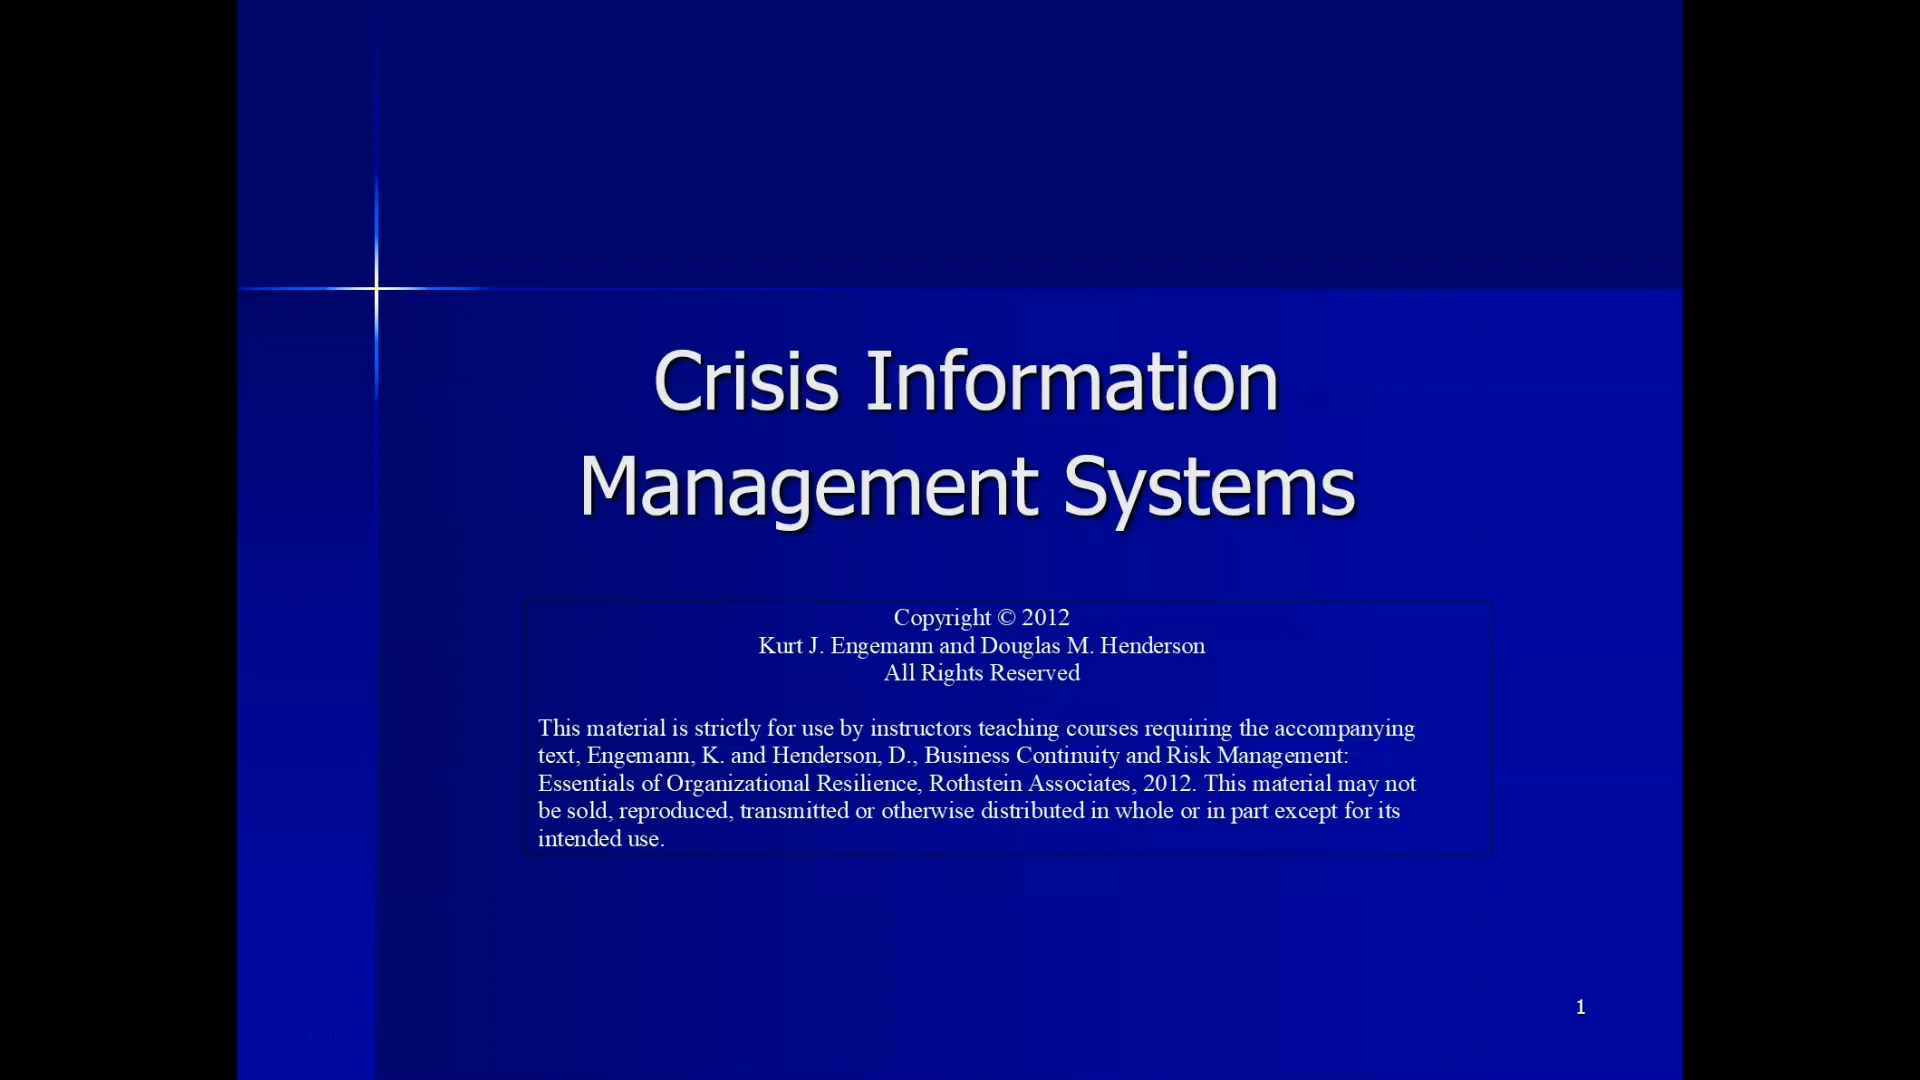 Crisis Information
Management Systems
Copyright © 2012
Kurt J. Engemann and Douglas M. Henderson
All Rights Reserved
This material is strictly for use by instructors teaching courses requiring the accompanying
text, Engemann, K. and Henderson, D., Business Continuity and Risk Management:
Essentials of Organizational Resilience, Rothstein Associates, 2012. This material may not
be sold, reproduced, transmitted or otherwise distributed in whole or in part except for its
intended use.
1